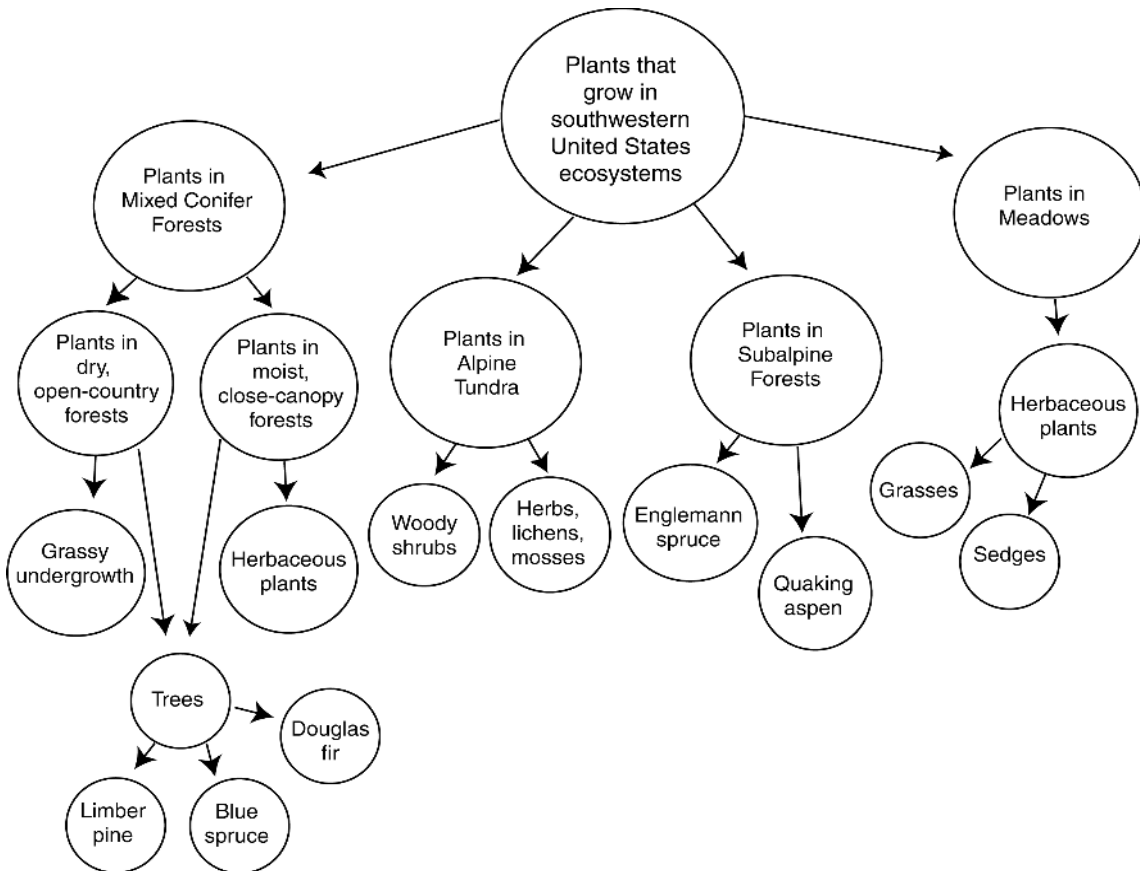 Plants that
grow in
southwestern
United States
ecosystems
Plants in
Mixed Conifer
Forests
Plants in
Meadows
Plants in
Alpine
Tundra
Plants in
Subalpine
Forests
Plants in
dry,
open-country
forests
Plants in
moist,
close-canopy
forests
Herbaceous
plants
Grassy
undergrowth
Herbaceous
plants
Woody
shrubs
Herbs,
lichens,
mosses
Englemann
spruce
Quaking
aspen
Grasses
Sedges
Trees
Douglas
fir
Limber
pine
Blue
spruce